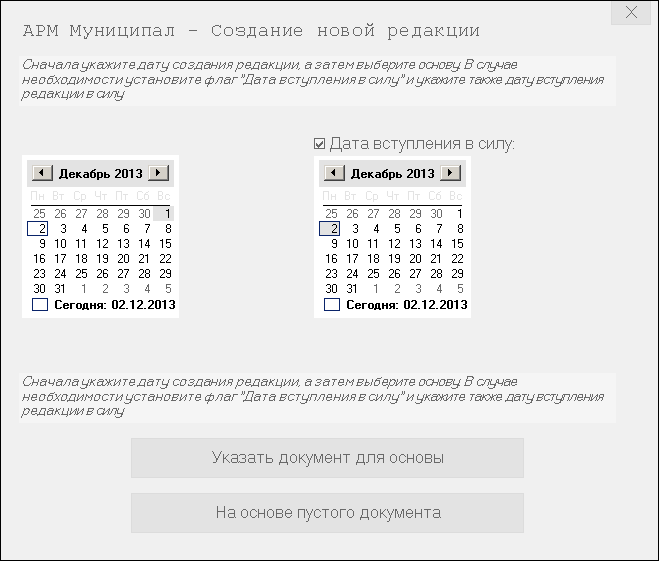 АРМ Муниципал - Создание новой редакции
Сначала укажите дату создания редакции, а затем выберите основу. В случае
необходимости установите флаг "Дата вступления в силу" и укажите также дату вступления
редакции в силу
Дата вступления в силу:
Декабрь 2013
Пн Вт Ср Чт Пт Сб Вс
25 26 27 28 29 30 1
2 3 4 5 6 7 8
9 10 11 12 13 14 15
16 17 18 19 20 21 22
23 24 25 26 27 28 29
30 31 1 2 3 4 5
Сегодня: 02.12.2013
Декабрь 2013
Пн Вт Ср Чт Пт Сб Вс
25 26 27 28 29 30 1
2 3 4 5 6 7 8
9 10 11 12 13 14 15
16 17 18 19 20 21 22
23 24 25 26 27 28 29
30 31 1 2 3 4 5
Сегодня: 02.12.2013
Сначала укажите дату создания редакции, а затем выберите основу. В случае
необходимости установите флаг "Дата вступления в силу" и укажите также дату вступления
редакции в силу
Указать документ для основы
На основе пустого документа